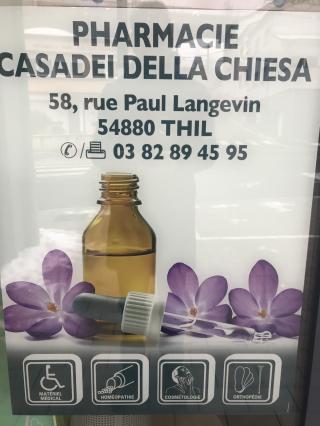 PHARMACIE
CASADEI DELLA CHIESA
58, rue Paul Langevin
54880 THIL
✆/📠 03 82 89 45 95
MATÉRIEL MÉDICAL
HOMÉOPATHIE
COSMÉTOLOGIE
ORTHOPÉDIE